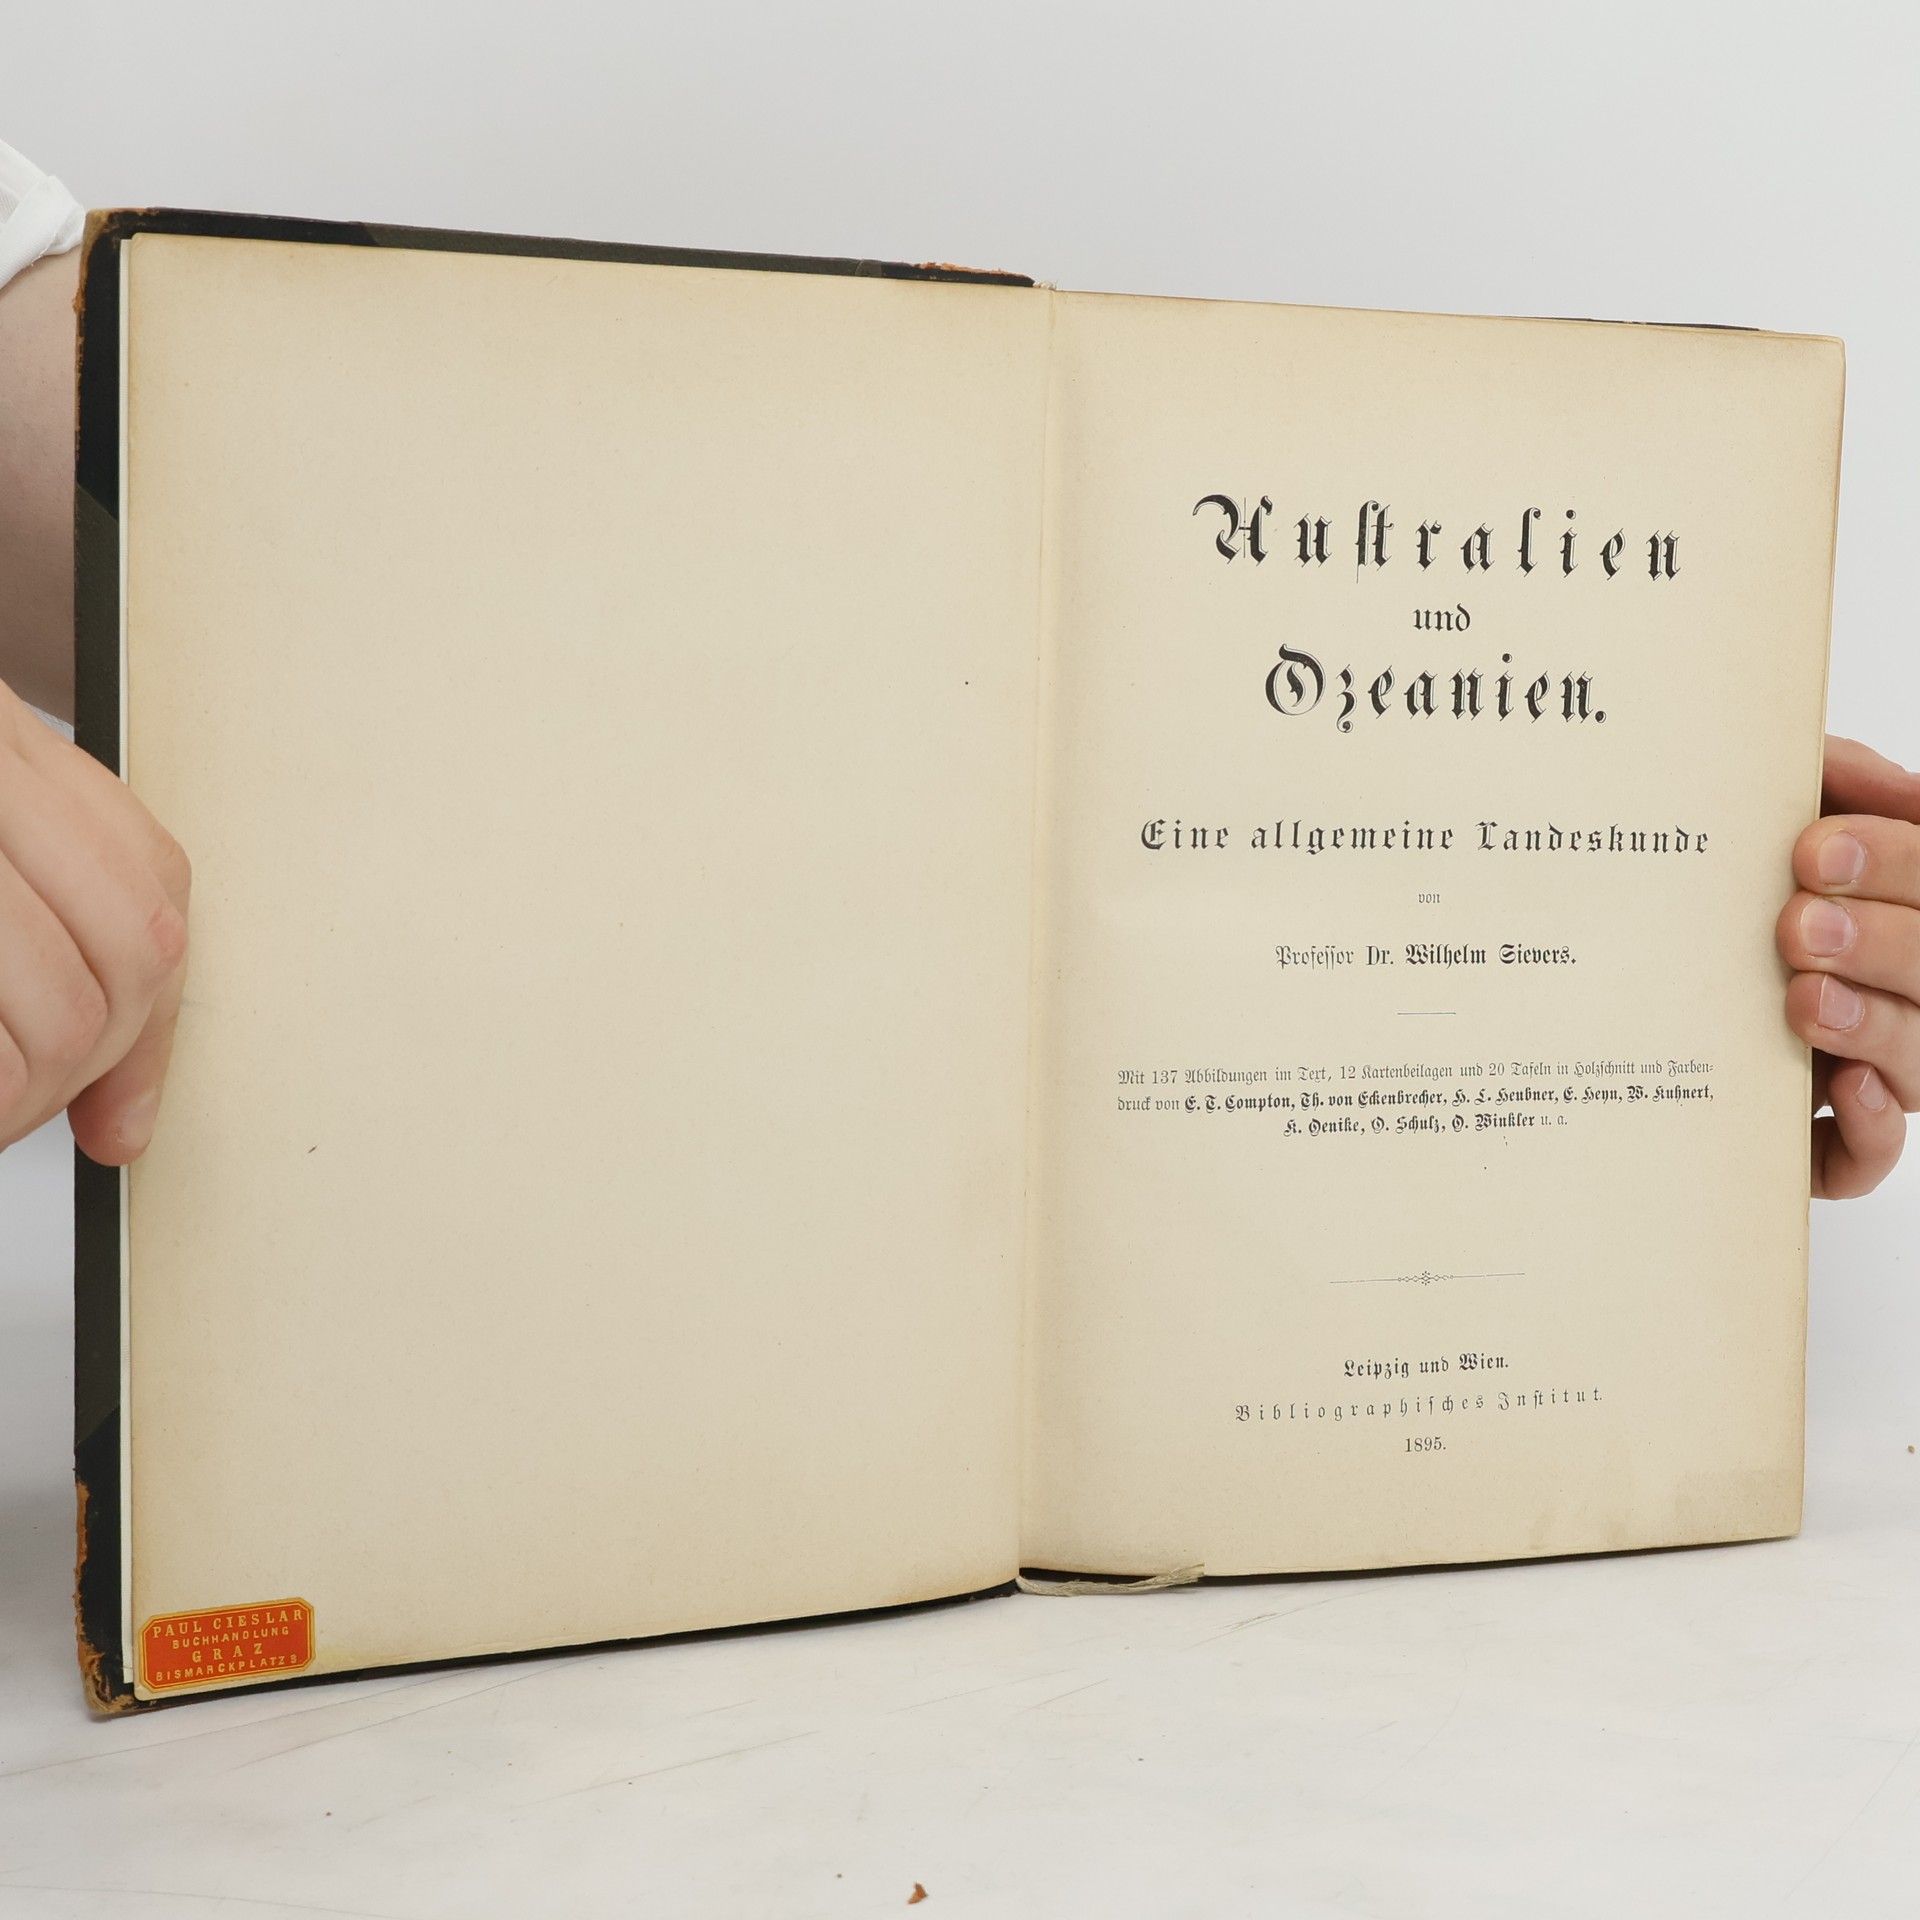 PAUL CIESLAR
BUCHHANDLUNG
GRAZ
BISMARCKPLATZ 3
Australien
und
Ozeanien.
Eine allgemeine Landeskunde
von
Professor Dr. Wilhelm Sievers.
Mit 137 Abbildungen im Text, 12 Kartenbeilagen und 20 Tafeln in Holzschnitt und Farben-
druck von E. T. Compton, Th. von Eckenbrecher, H. L. Heubner, E. Heyn, W. Kuhnert,
K. Oenike, O. Schulz, O. Winkler u. a.
Leipzig und Wien.
Bibliographisches Institut.
1895.